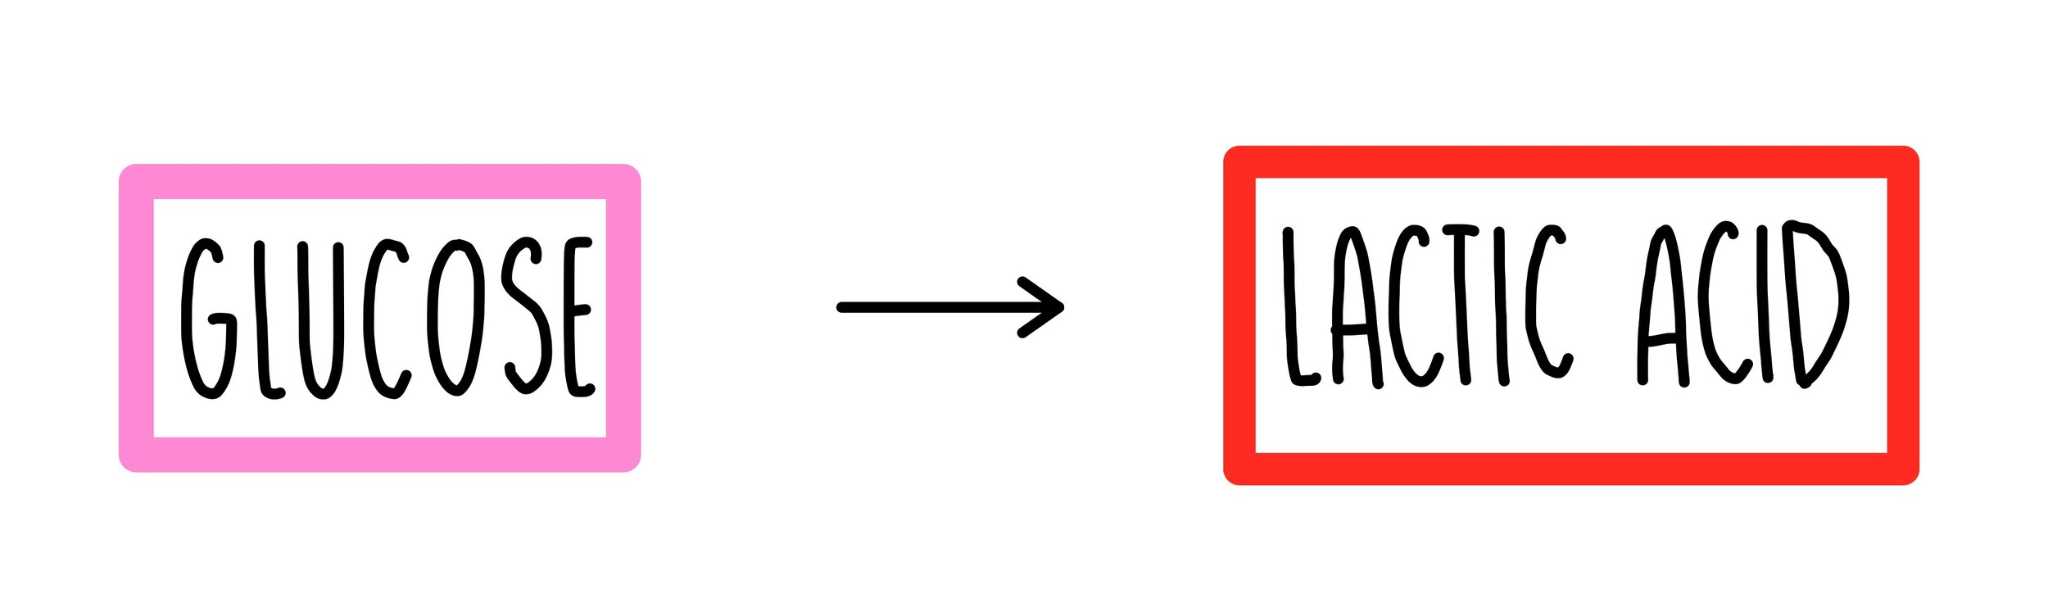 GLUCOSE → LACTIC ACID